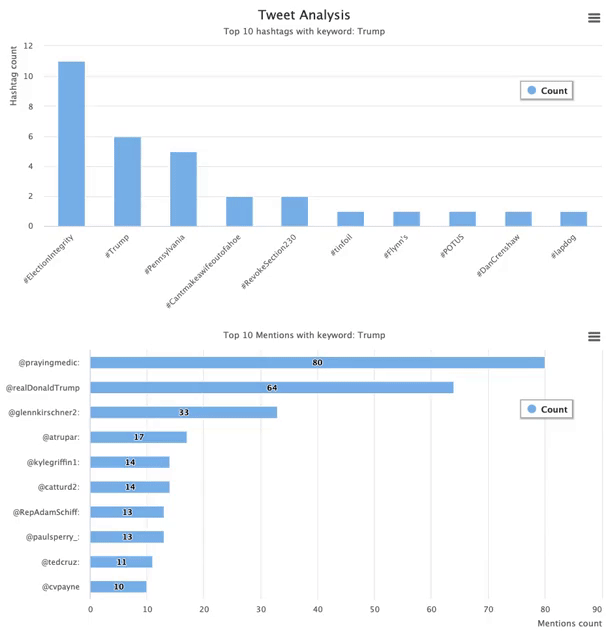 Tweet Analysis
Top 10 hashtags with keyword: Trump
Hashtag count
12
10
8
6
4
2
0
Count
#ElectionIntegrity
#Trump
#Pennsylvania
#Cantmakeawifeoutofahoe
#RevokeSection230
#tinfoil
#Flynn's
#POTUS
#DanCrenshaw
#lapdog
Top 10 Mentions with keyword: Trump
@prayingmedic: 80
@realDonaldTrump 64
@glennkirschner2: 33
Count
@atrupar: 17
@kylegriffin1: 14
@catturd2: 14
@RepAdamSchiff: 13
@paulsperry_: 13
@tedcruz: 11
@cvpayne 10
0 10 20 30 40 50 60 70 80 90
Mentions count